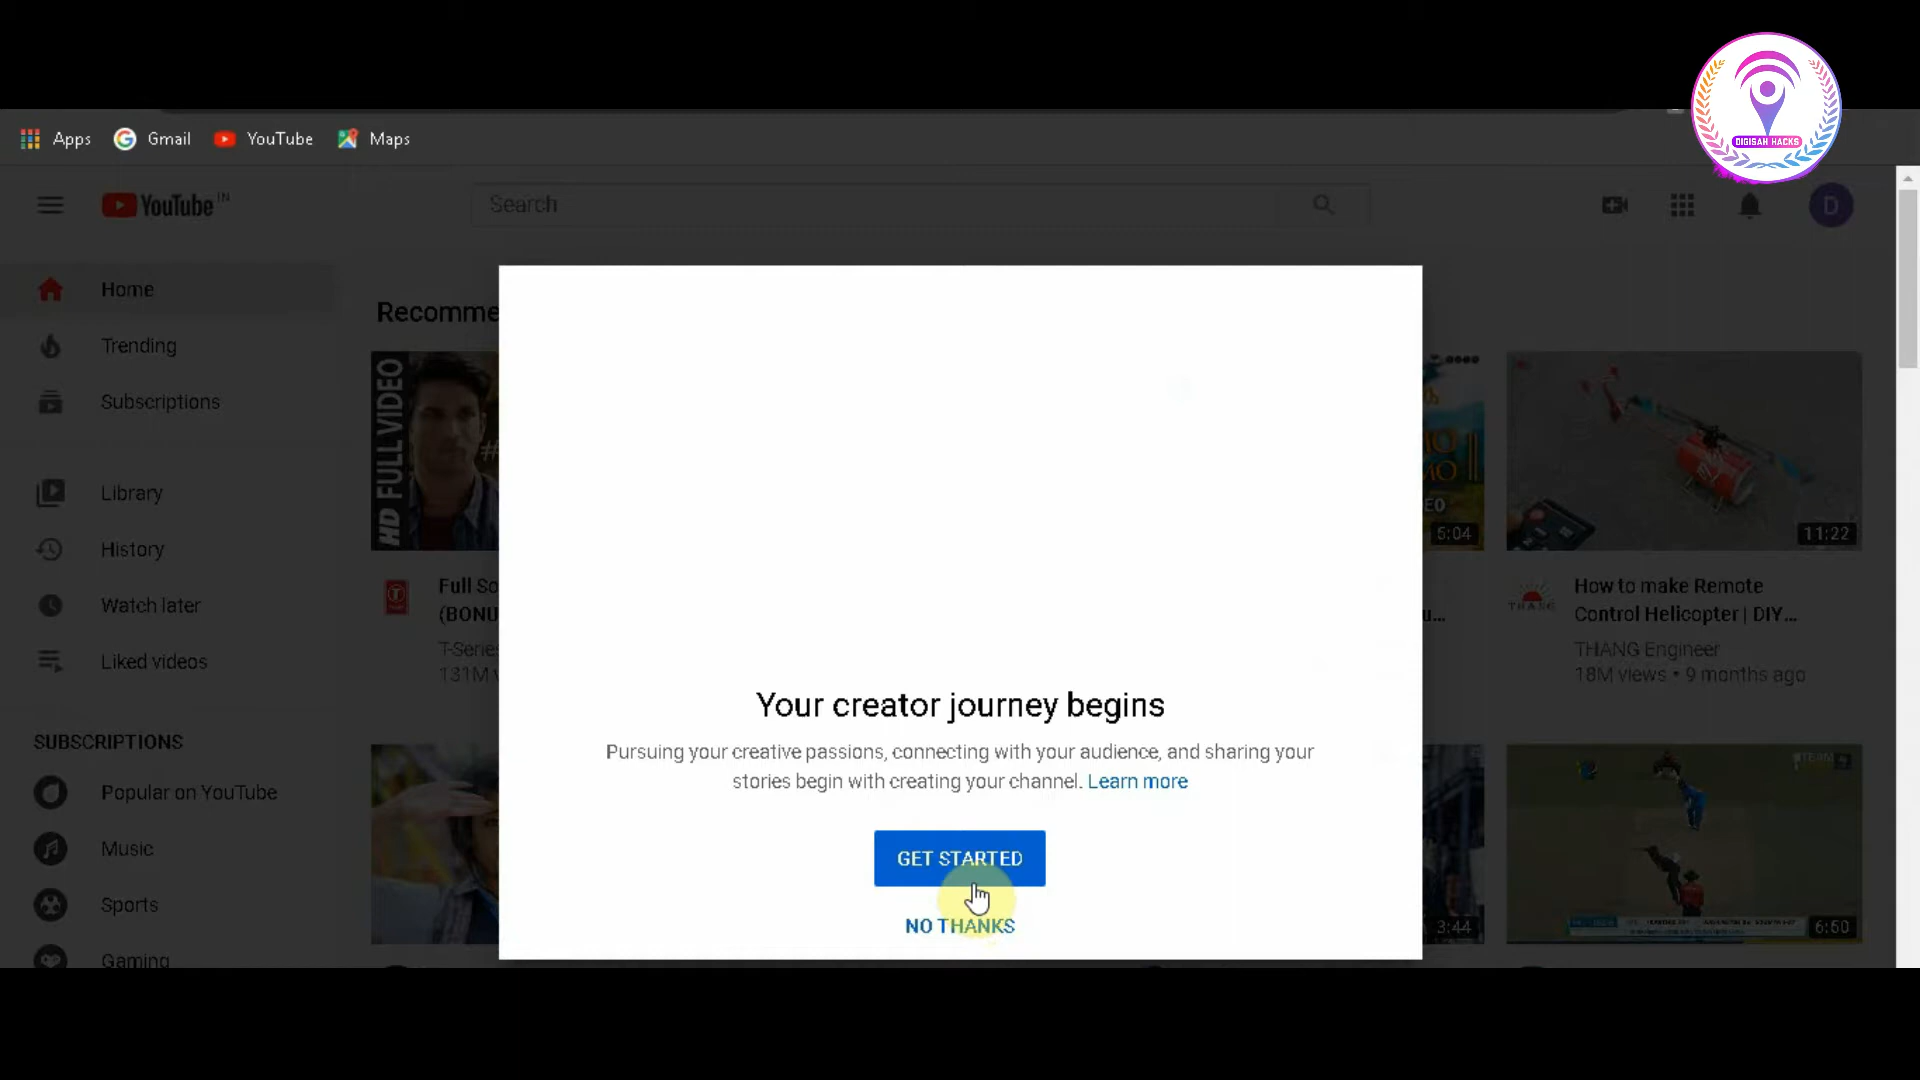 DIGISAH HACKS
Apps Gmail YouTube Maps
YouTube IN
Search
D
Home
Trending
Subscriptions
Library
History
Watch later
Liked videos
SUBSCRIPTIONS
Popular on YouTube
Music
Sports
Gaming
Recomme
HD FULL VIDEO
#
Full So
(BONU
T-Series
131M v
Your creator journey begins
Pursuing your creative passions, connecting with your audience, and sharing your
stories begin with creating your channel. Learn more
GET STARTED
NO THANKS
EO
5:04
u...
3:44
11:22
THANG
How to make Remote
Control Helicopter | DIY...
THANG Engineer
18M views • 9 months ago
6:50